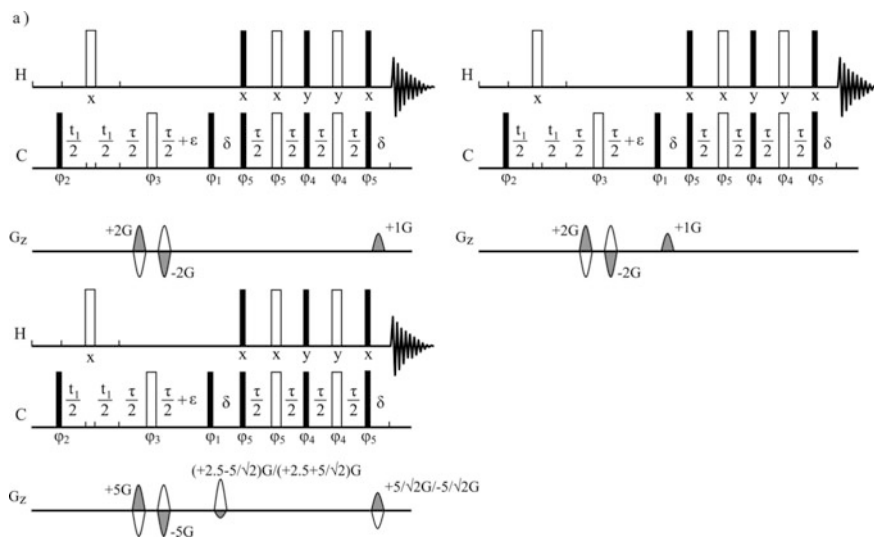 a)
H
x x x y y x
C
t₁/2 t₁/2 τ/2 τ/2 +ε δ τ/2 τ/2 τ/2 τ/2 δ
φ₂ φ₃ φ₁ φ₅ φ₅ φ₄ φ₄ φ₅
G_z
+2G -2G +1G
H
x x x y y x
C
t₁/2 t₁/2 τ/2 τ/2 +ε δ τ/2 τ/2 τ/2 τ/2 δ
φ₂ φ₃ φ₁ φ₅ φ₅ φ₄ φ₄ φ₅
+2G -2G +1G
H
x x x y y x
C
t₁/2 t₁/2 τ/2 τ/2 +ε δ τ/2 τ/2 τ/2 τ/2 δ
φ₂ φ₃ φ₁ φ₅ φ₅ φ₄ φ₄ φ₅
(+2.5-5/√2)G/(+2.5+5/√2)G
G_z
+5G -5G +5/√2G/-5/√2G